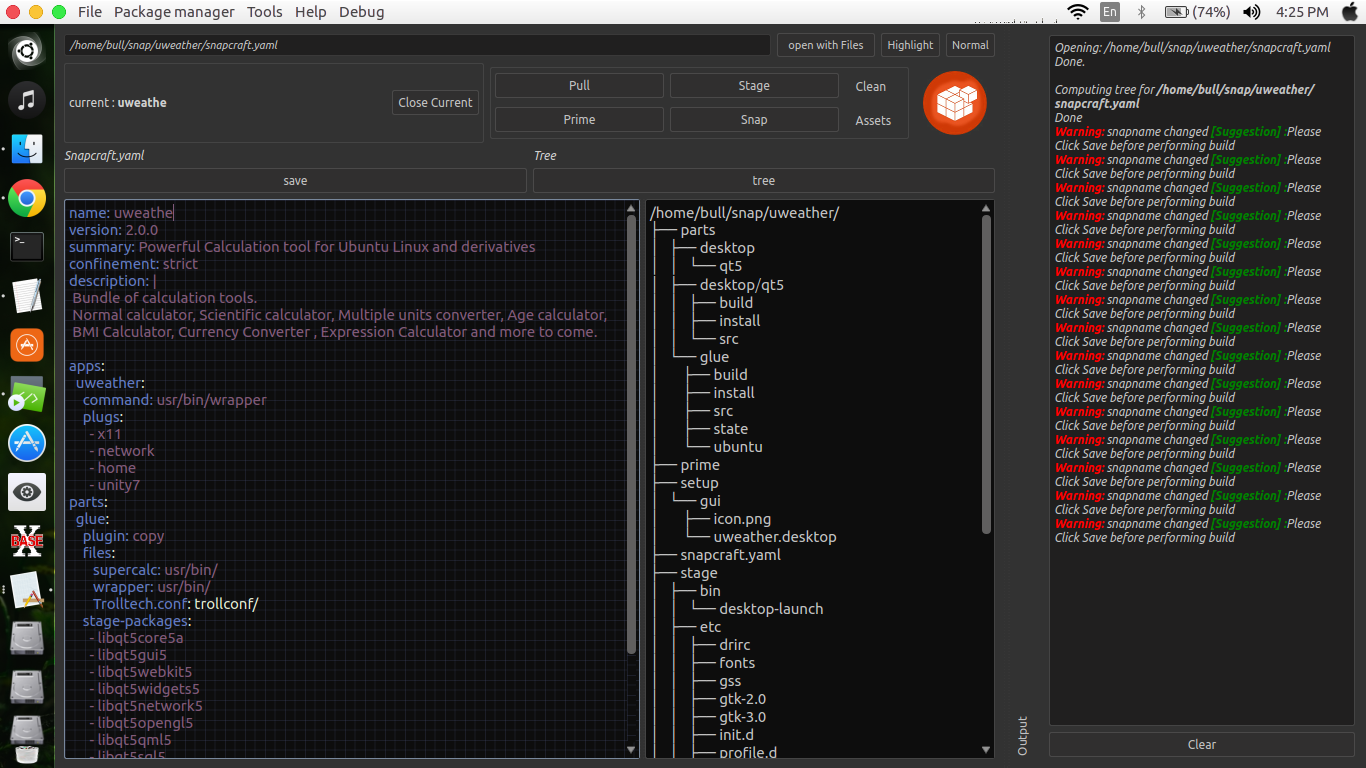 File Package manager Tools Help Debug
En (74%) 4:25 PM
/home/bull/snap/uweather/snapcraft.yaml
open with Files
Highlight
Normal
current : uweathe
Close Current
Pull
Stage
Clean
Prime
Snap
Assets
Snapcraft.yaml
Tree
save
tree
name: uweathe
version: 2.0.0
summary: Powerful Calculation tool for Ubuntu Linux and derivatives
confinement: strict
description: |
Bundle of calculation tools.
Normal calculator, Scientific calculator, Multiple units converter, Age calculator,
BMI Calculator, Currency Converter , Expression Calculator and more to come.
apps:
uweather:
command: usr/bin/wrapper
plugs:
- x11
- network
- home
- unity7
parts:
glue:
plugin: copy
files:
supercalc: usr/bin/
wrapper: usr/bin/
Trolltech.conf: trollconf/
stage-packages:
- libqt5core5a
- libqt5gui5
- libqt5webkit5
- libqt5widgets5
- libqt5network5
- libqt5opengl5
- libqt5qml5
- libqt5sql5
/home/bull/snap/uweather/
├── parts
│ ├── desktop
│ │ └── qt5
│ ├── desktop/qt5
│ │ ├── build
│ │ ├── install
│ │ └── src
│ └── glue
│ ├── build
│ ├── install
│ ├── src
│ ├── state
│ └── ubuntu
├── prime
├── setup
│ └── gui
│ ├── icon.png
│ └── uweather.desktop
├── snapcraft.yaml
├── stage
│ ├── bin
│ │ └── desktop-launch
│ ├── etc
│ │ ├── drirc
│ │ ├── fonts
│ │ ├── gss
│ │ ├── gtk-2.0
│ │ ├── gtk-3.0
│ │ ├── init.d
│ │ ├── profile.d
Output
Opening: /home/bull/snap/uweather/snapcraft.yaml
Done.
Computing tree for /home/bull/snap/uweather/
snapcraft.yaml
Done
Warning: snapname changed [Suggestion] :Please
Click Save before performing build
Warning: snapname changed [Suggestion] :Please
Click Save before performing build
Warning: snapname changed [Suggestion] :Please
Click Save before performing build
Warning: snapname changed [Suggestion] :Please
Click Save before performing build
Warning: snapname changed [Suggestion] :Please
Click Save before performing build
Warning: snapname changed [Suggestion] :Please
Click Save before performing build
Warning: snapname changed [Suggestion] :Please
Click Save before performing build
Warning: snapname changed [Suggestion] :Please
Click Save before performing build
Warning: snapname changed [Suggestion] :Please
Click Save before performing build
Warning: snapname changed [Suggestion] :Please
Click Save before performing build
Warning: snapname changed [Suggestion] :Please
Click Save before performing build
Warning: snapname changed [Suggestion] :Please
Click Save before performing build
Warning: snapname changed [Suggestion] :Please
Click Save before performing build
Warning: snapname changed [Suggestion] :Please
Click Save before performing build
Warning: snapname changed [Suggestion] :Please
Click Save before performing build
Clear
X
BASE